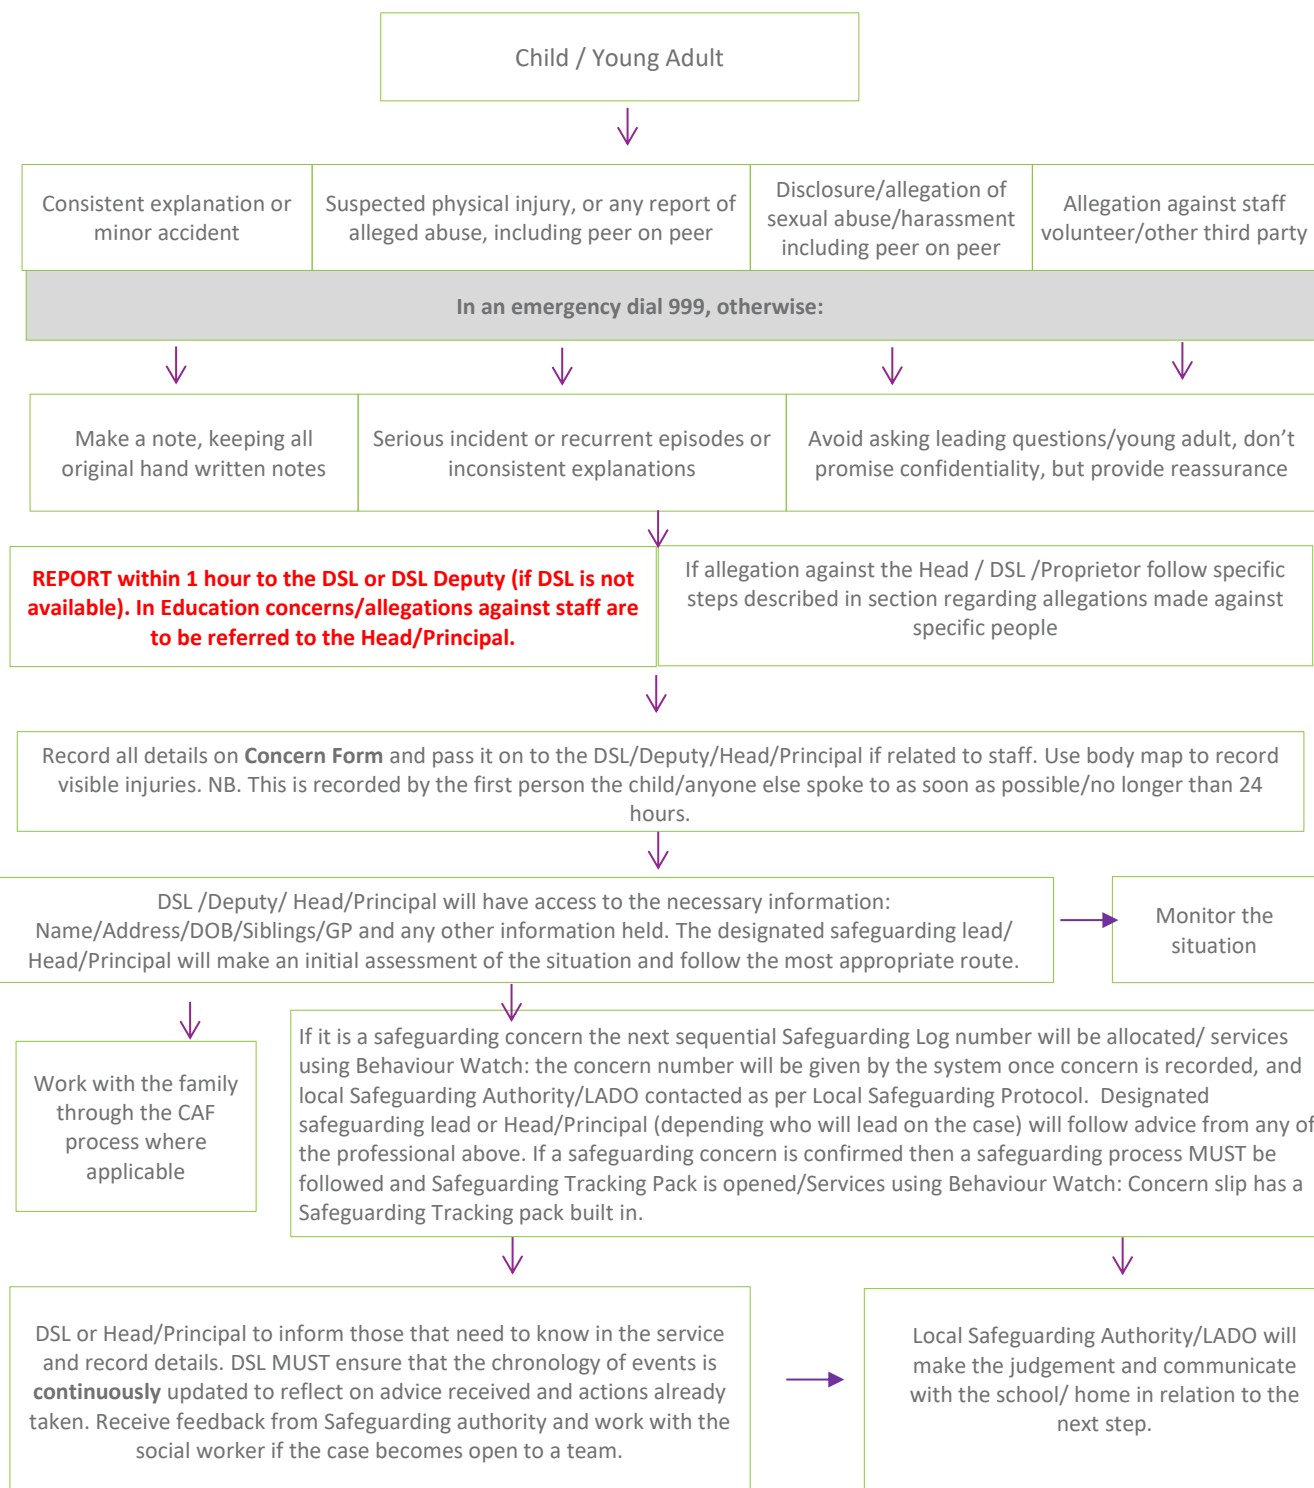 Child / Young Adult
Consistent explanation or
minor accident
Suspected physical injury, or any report of
alleged abuse, including peer on peer
Disclosure/allegation of
sexual abuse/harassment
including peer on peer
Allegation against staff
volunteer/other third party
In an emergency dial 999, otherwise:
Make a note, keeping all
original hand written notes
Serious incident or recurrent episodes or
inconsistent explanations
Avoid asking leading questions/young adult, don’t
promise confidentiality, but provide reassurance
REPORT within 1 hour to the DSL or DSL Deputy (if DSL is not
available). In Education concerns/allegations against staff are
to be referred to the Head/Principal.
If allegation against the Head / DSL /Proprietor follow specific
steps described in section regarding allegations made against
specific people
Record all details on Concern Form and pass it on to the DSL/Deputy/Head/Principal if related to staff. Use body map to record
visible injuries. NB. This is recorded by the first person the child/anyone else spoke to as soon as possible/no longer than 24
hours.
DSL /Deputy/ Head/Principal will have access to the necessary information:
Name/Address/DOB/Siblings/GP and any other information held. The designated safeguarding lead/
Head/Principal will make an initial assessment of the situation and follow the most appropriate route.
Monitor the
situation
Work with the family
through the CAF
process where
applicable
If it is a safeguarding concern the next sequential Safeguarding Log number will be allocated/ services
using Behaviour Watch: the concern number will be given by the system once concern is recorded, and
local Safeguarding Authority/LADO contacted as per Local Safeguarding Protocol.  Designated
safeguarding lead or Head/Principal (depending who will lead on the case) will follow advice from any of
the professional above. If a safeguarding concern is confirmed then a safeguarding process MUST be
followed and Safeguarding Tracking Pack is opened/Services using Behaviour Watch: Concern slip has a
Safeguarding Tracking pack built in.
DSL or Head/Principal to inform those that need to know in the service
and record details. DSL MUST ensure that the chronology of events is
continuously updated to reflect on advice received and actions already
taken. Receive feedback from Safeguarding authority and work with the
social worker if the case becomes open to a team.
Local Safeguarding Authority/LADO will
make the judgement and communicate
with the school/ home in relation to the
next step.